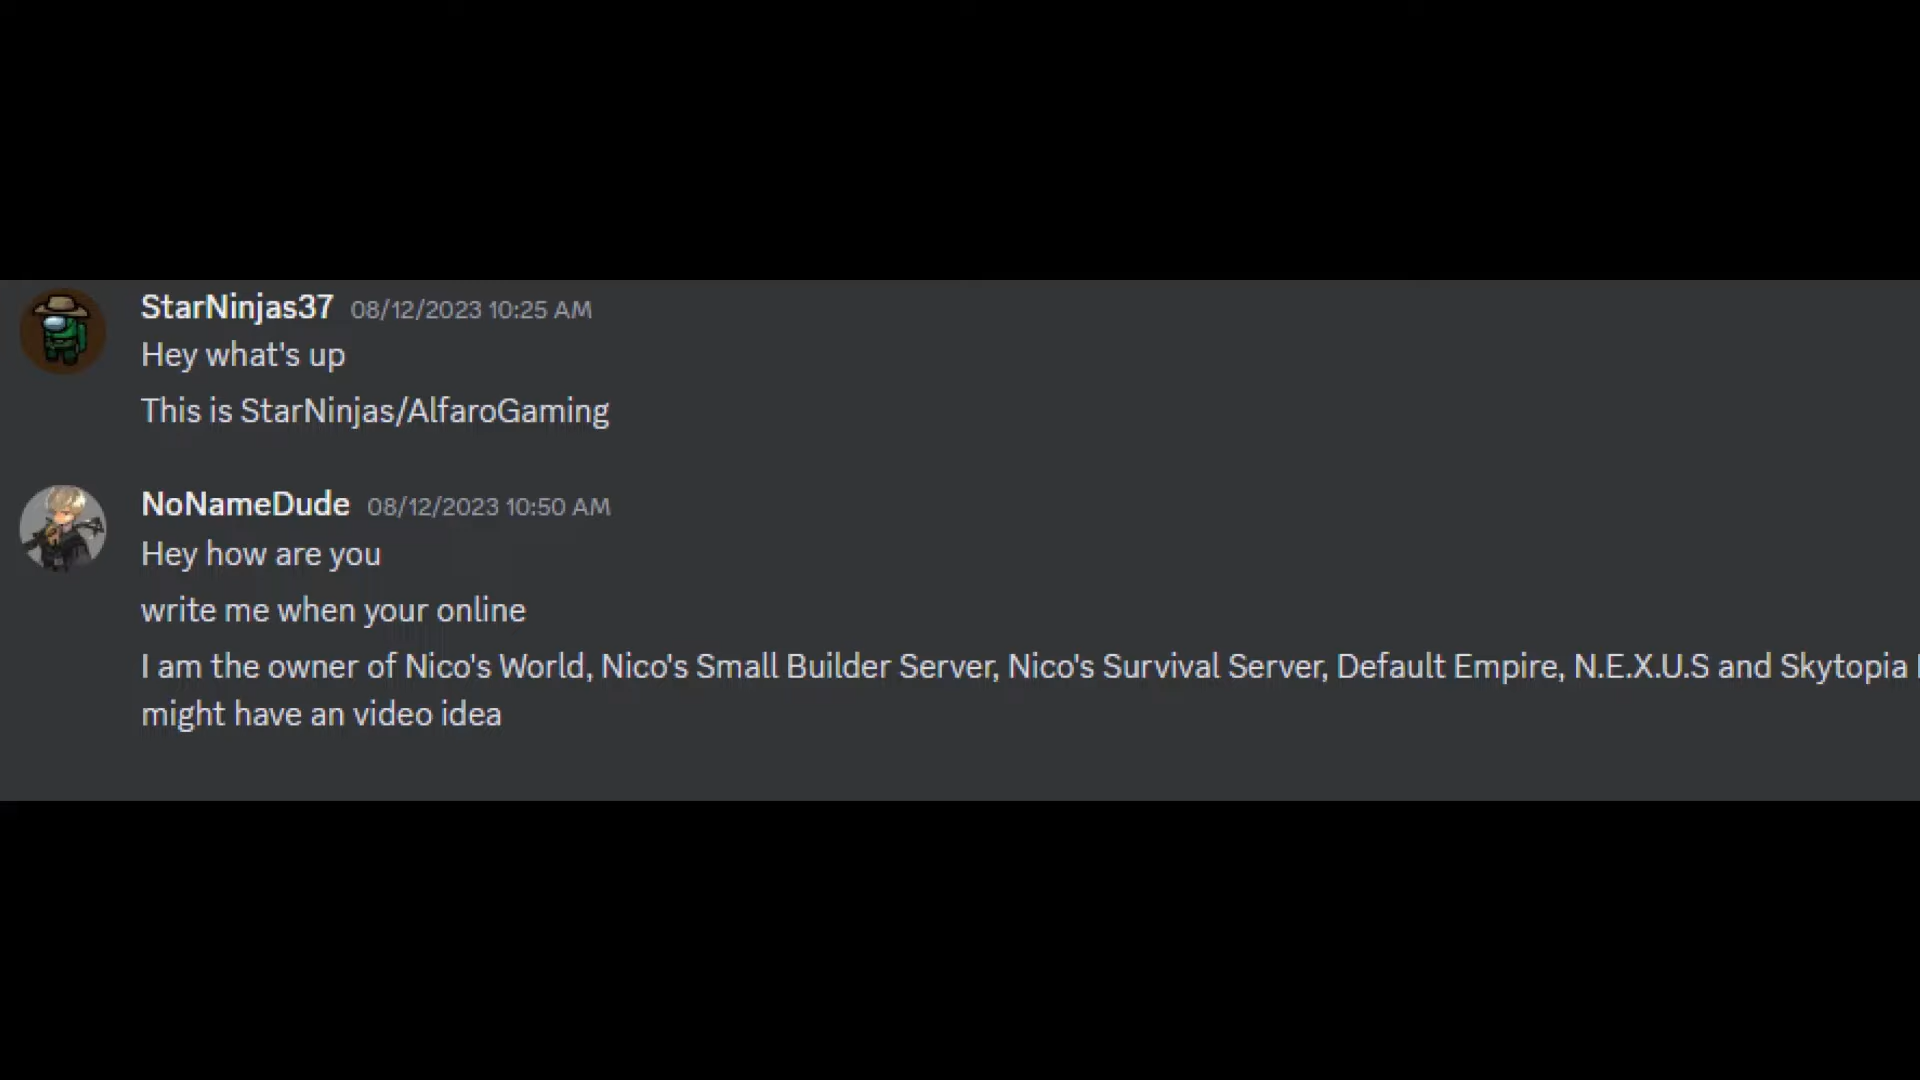 StarNinjas37 08/12/2023 10:25 AM
Hey what's up
This is StarNinjas/AlfaroGaming
NoNameDude 08/12/2023 10:50 AM
Hey how are you
write me when your online
I am the owner of Nico's World, Nico's Small Builder Server, Nico's Survival Server, Default Empire, N.E.X.U.S and Skytopia
might have an video idea